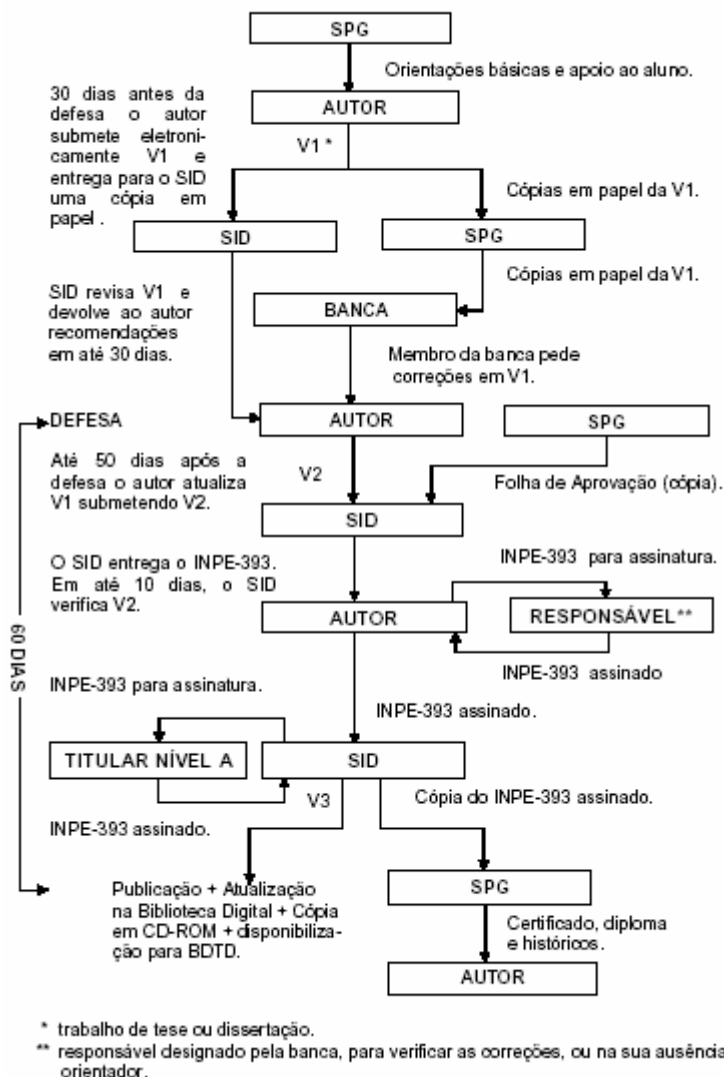 SPG
Orientações básicas e apoio ao aluno.
30 dias antes da
defesa o autor
submete eletroni-
camente V1 e
entrega para o SID
uma cópia em
papel .
AUTOR
V1 *
Cópias em papel da V1.
SID
SPG
Cópias em papel da V1.
SID revisa V1 e
devolve ao autor
recomendações
em até 30 dias.
BANCA
Membro da banca pede
correções em V1.
DEFESA
AUTOR
SPG
Até 50 dias após a
defesa o autor atualiza
V1 submetendo V2.
V2
Folha de Aprovação (cópia).
SID
O SID entrega o INPE-393.
Em até 10 dias, o SID
verifica V2.
INPE-393 para assinatura.
AUTOR
RESPONSÁVEL**
INPE-393 assinado
60 DIAS
INPE-393 para assinatura.
INPE-393 assinado.
TITULAR NÍVEL A
SID
V3
Cópia do INPE-393 assinado.
INPE-393 assinado.
Publicação + Atualização
na Biblioteca Digital + Cópia
em CD-ROM + disponibiliza-
ção para BDTD.
SPG
Certificado, diploma
e históricos.
AUTOR
* trabalho de tese ou dissertação.
** responsável designado pela banca, para verificar as correções, ou na sua ausência
orientador.